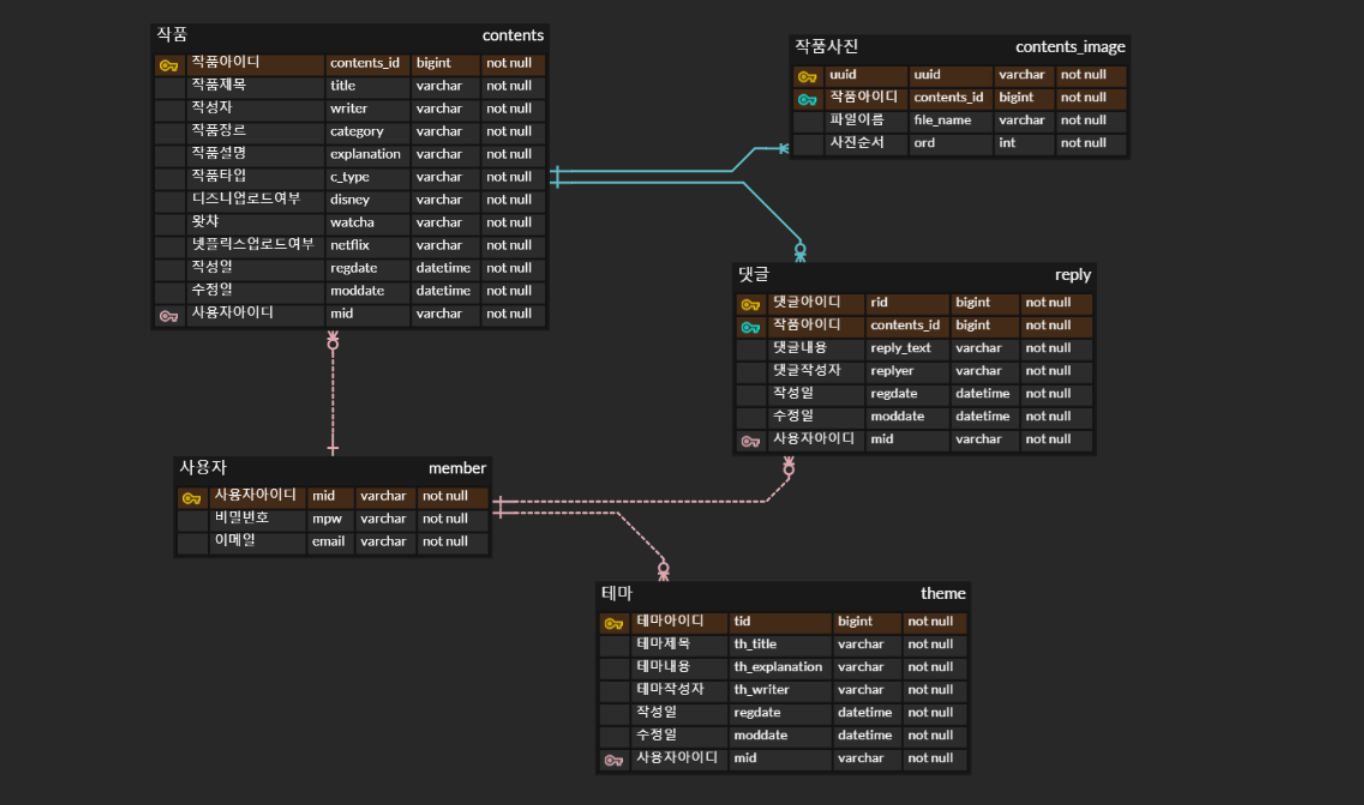 작품 contents
작품아이디 contents_id bigint not null
작품제목 title varchar not null
작성자 writer varchar not null
작품장르 category varchar not null
작품설명 explanation varchar not null
작품타입 c_type varchar not null
디즈니업로드여부 disney varchar not null
왓챠 watcha varchar not null
넷플릭스업로드여부 netflix varchar not null
작성일 regdate datetime not null
수정일 moddate datetime not null
사용자아이디 mid varchar not null
작품사진 contents_image
uuid uuid varchar not null
작품아이디 contents_id bigint not null
파일이름 file_name varchar not null
사진순서 ord int not null
댓글 reply
댓글아이디 rid bigint not null
작품아이디 contents_id bigint not null
댓글내용 reply_text varchar not null
댓글작성자 replyer varchar not null
작성일 regdate datetime not null
수정일 moddate datetime not null
사용자아이디 mid varchar not null
사용자 member
사용자아이디 mid varchar not null
비밀번호 mpw varchar not null
이메일 email varchar not null
테마 theme
테마아이디 tid bigint not null
테마제목 th_title varchar not null
테마내용 th_explanation varchar not null
테마작성자 th_writer varchar not null
작성일 regdate datetime not null
수정일 moddate datetime not null
사용자아이디 mid varchar not null